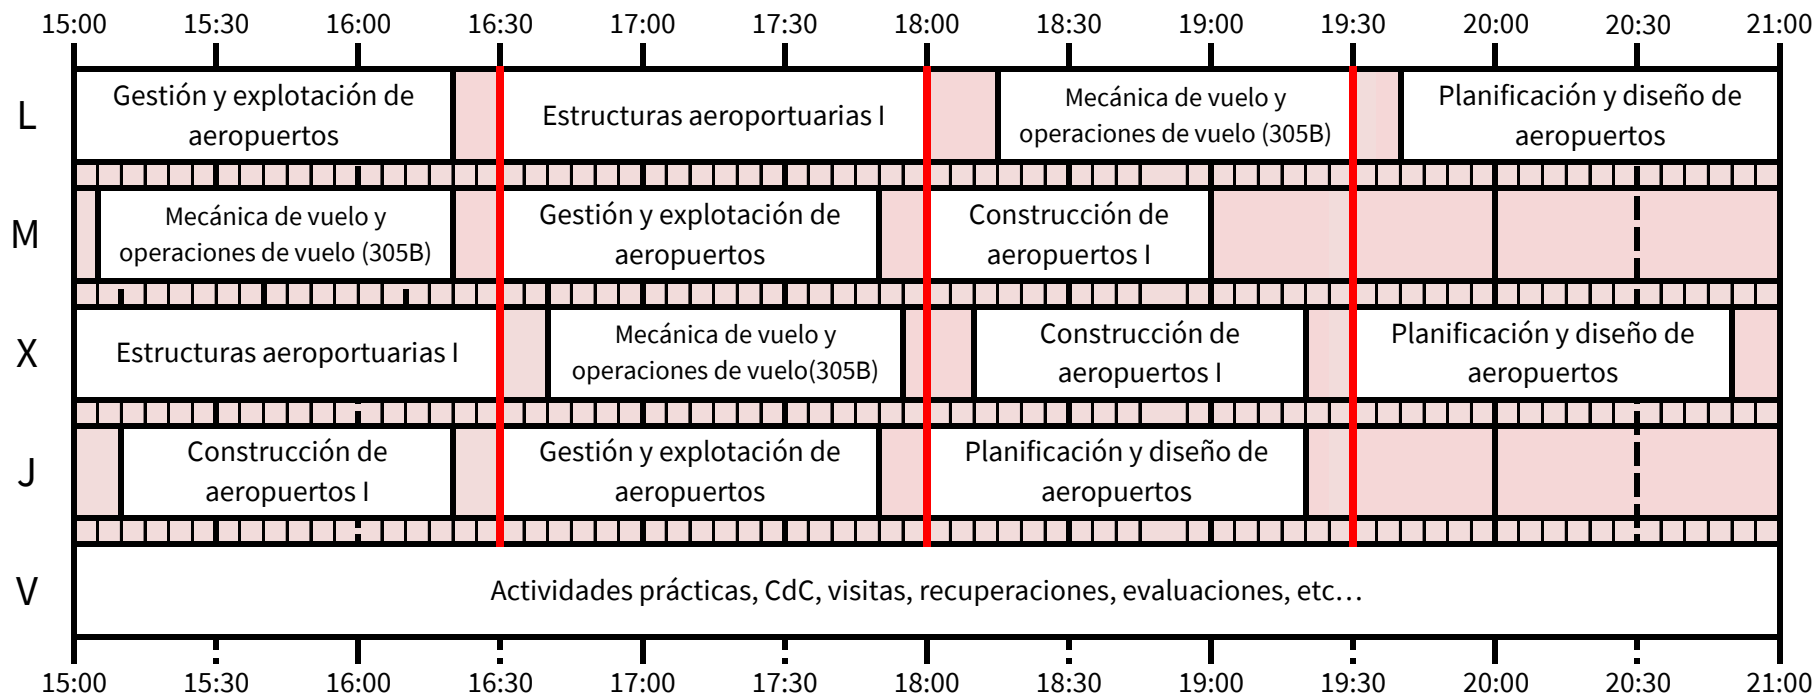 15:00 15:30 16:00 16:30 17:00 17:30 18:00 18:30 19:00 19:30 20:00 20:30 21:00
L
Gestión y explotación de
aeropuertos
Estructuras aeroportuarias I
Mecánica de vuelo y
operaciones de vuelo (305B)
Planificación y diseño de
aeropuertos
M
Mecánica de vuelo y
operaciones de vuelo (305B)
Gestión y explotación de
aeropuertos
Construcción de
aeropuertos I
X
Estructuras aeroportuarias I
Mecánica de vuelo y
operaciones de vuelo(305B)
Construcción de
aeropuertos I
Planificación y diseño de
aeropuertos
J
Construcción de
aeropuertos I
Gestión y explotación de
aeropuertos
Planificación y diseño de
aeropuertos
V
Actividades prácticas, CdC, visitas, recuperaciones, evaluaciones, etc...
15:00 15:30 16:00 16:30 17:00 17:30 18:00 18:30 19:00 19:30 20:00 20:30 21:00